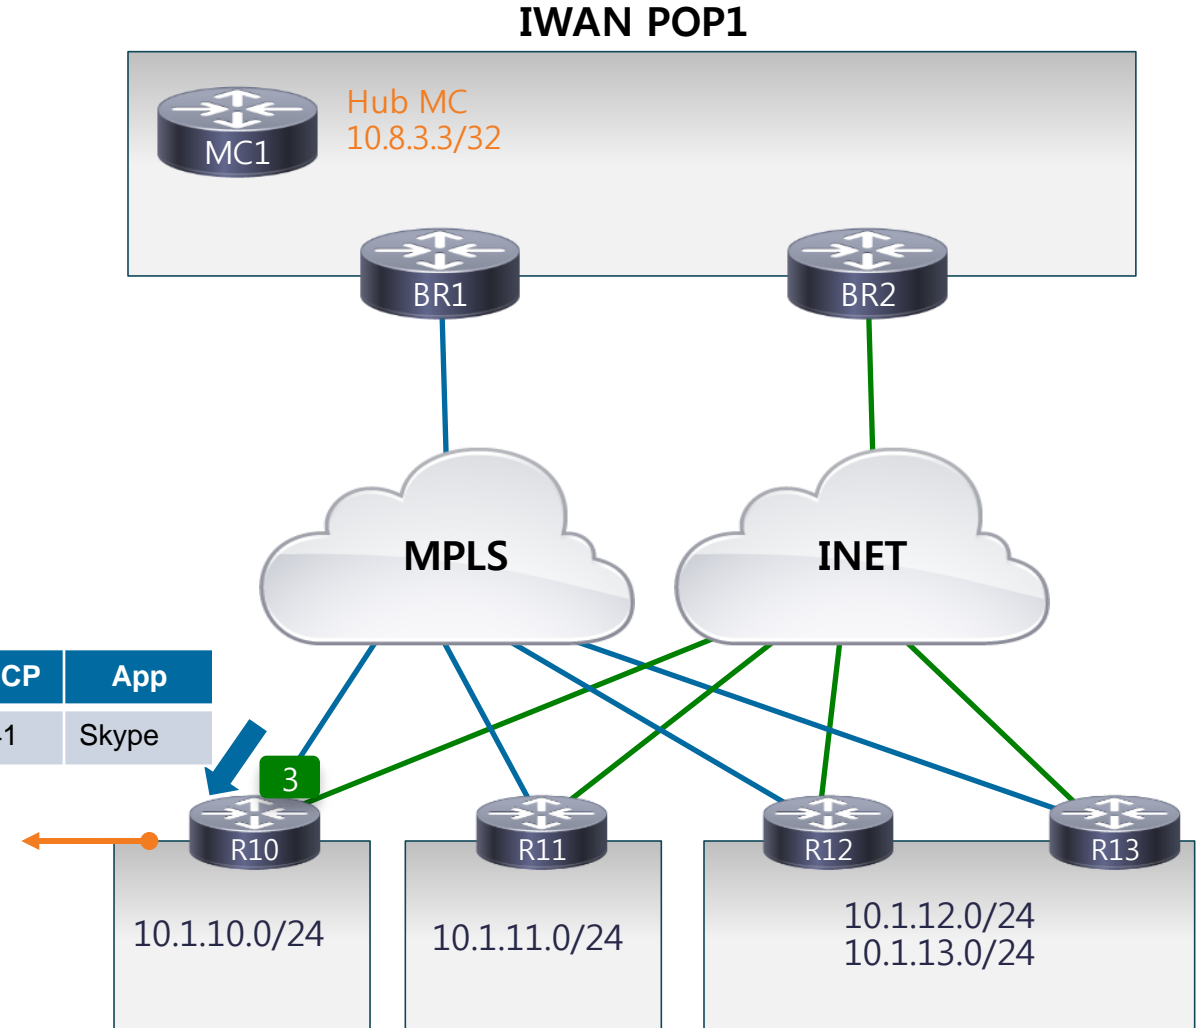 IWAN POP1
Hub MC
10.8.3.3/32
MC1
BR1
BR2
MPLS
INET
CP App
Skype
3
R10
R11
R12
R13
10.1.10.0/24
10.1.11.0/24
10.1.12.0/24
10.1.13.0/24